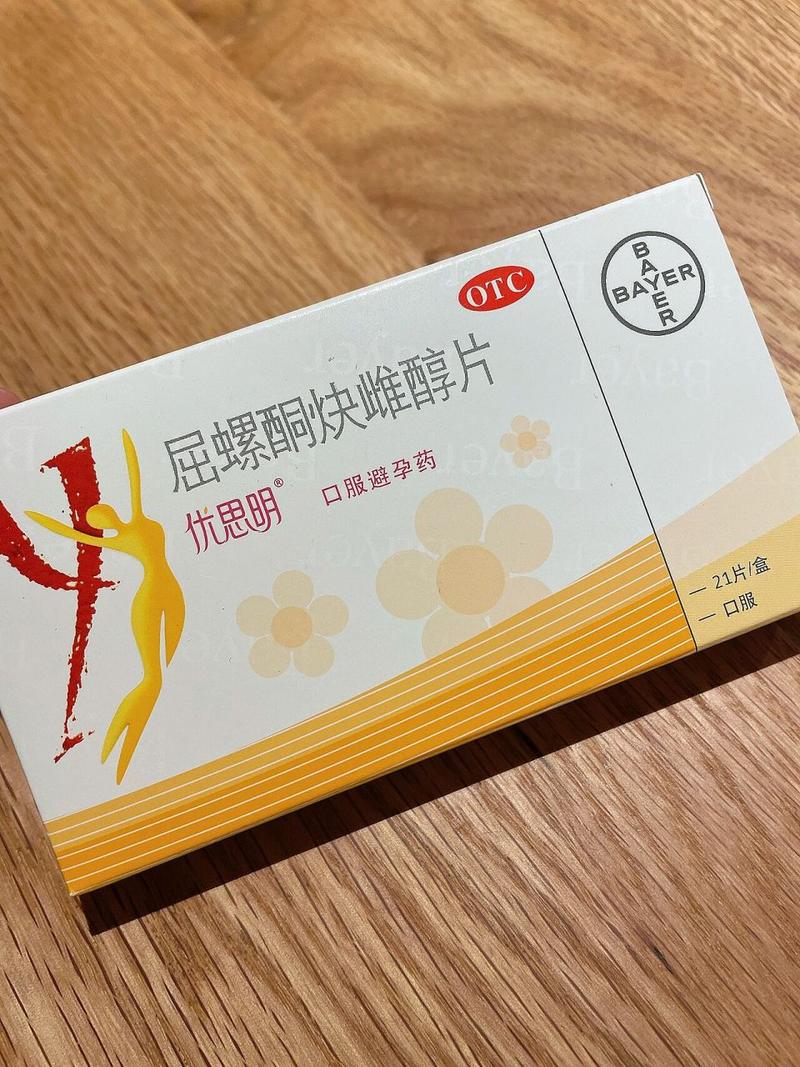 OTC
BAYER
BAYER
屈螺酮炔雌醇片
优思明®
口服避孕药
— 21片/盒
— 口服